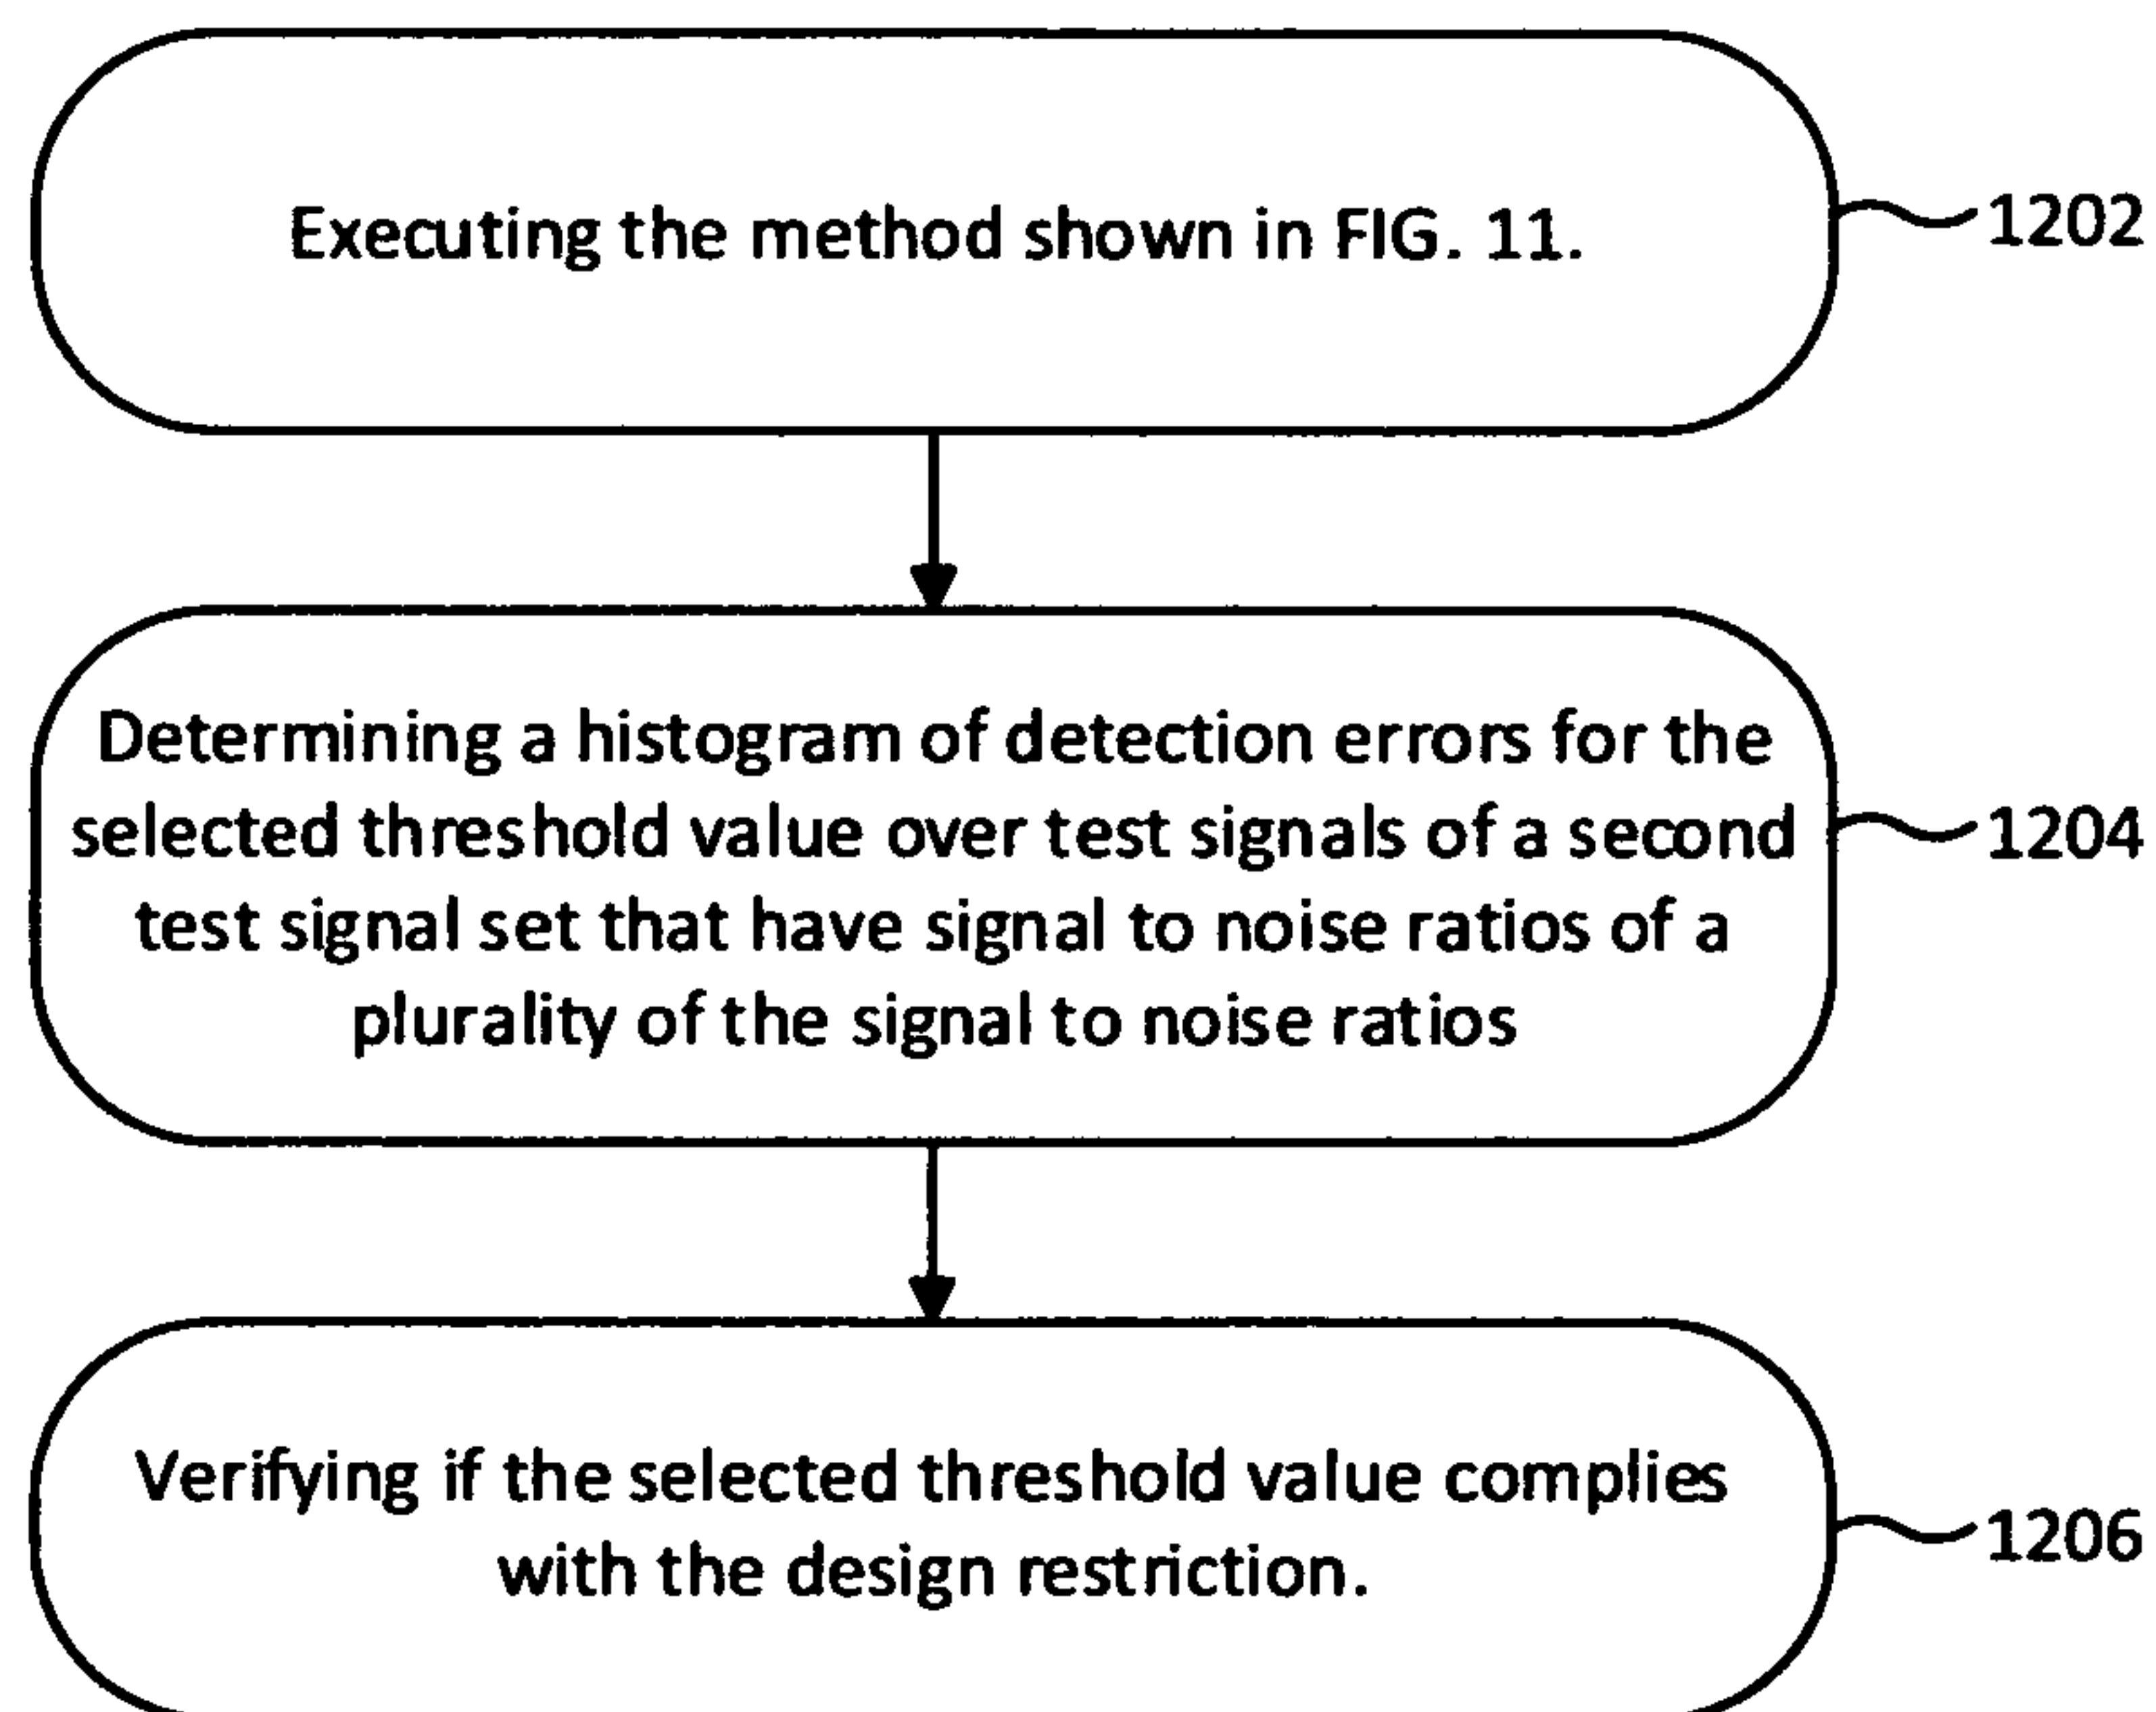 Executing the method shown in FIG. 11.
1202
Determining a histogram of detection errors for the
selected threshold value over test signals of a second
test signal set that have signal to noise ratios of a
plurality of the signal to noise ratios
1204
Verifying if the selected threshold value complies
with the design restriction.
1206